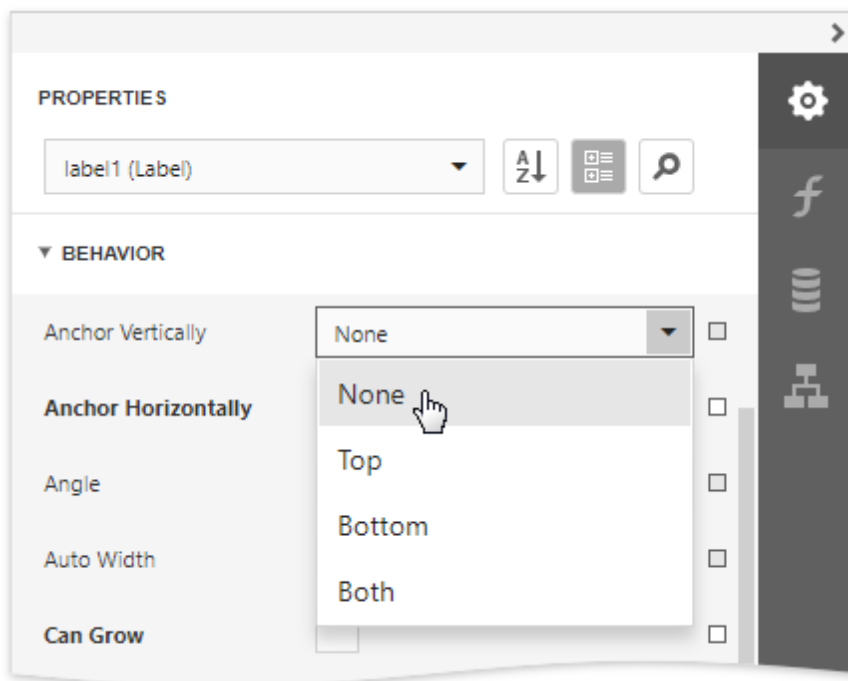 PROPERTIES
label1 (Label)
A
Z
BEHAVIOR
Anchor Vertically
None
None
Anchor Horizontally
Top
Angle
Bottom
Auto Width
Both
Can Grow